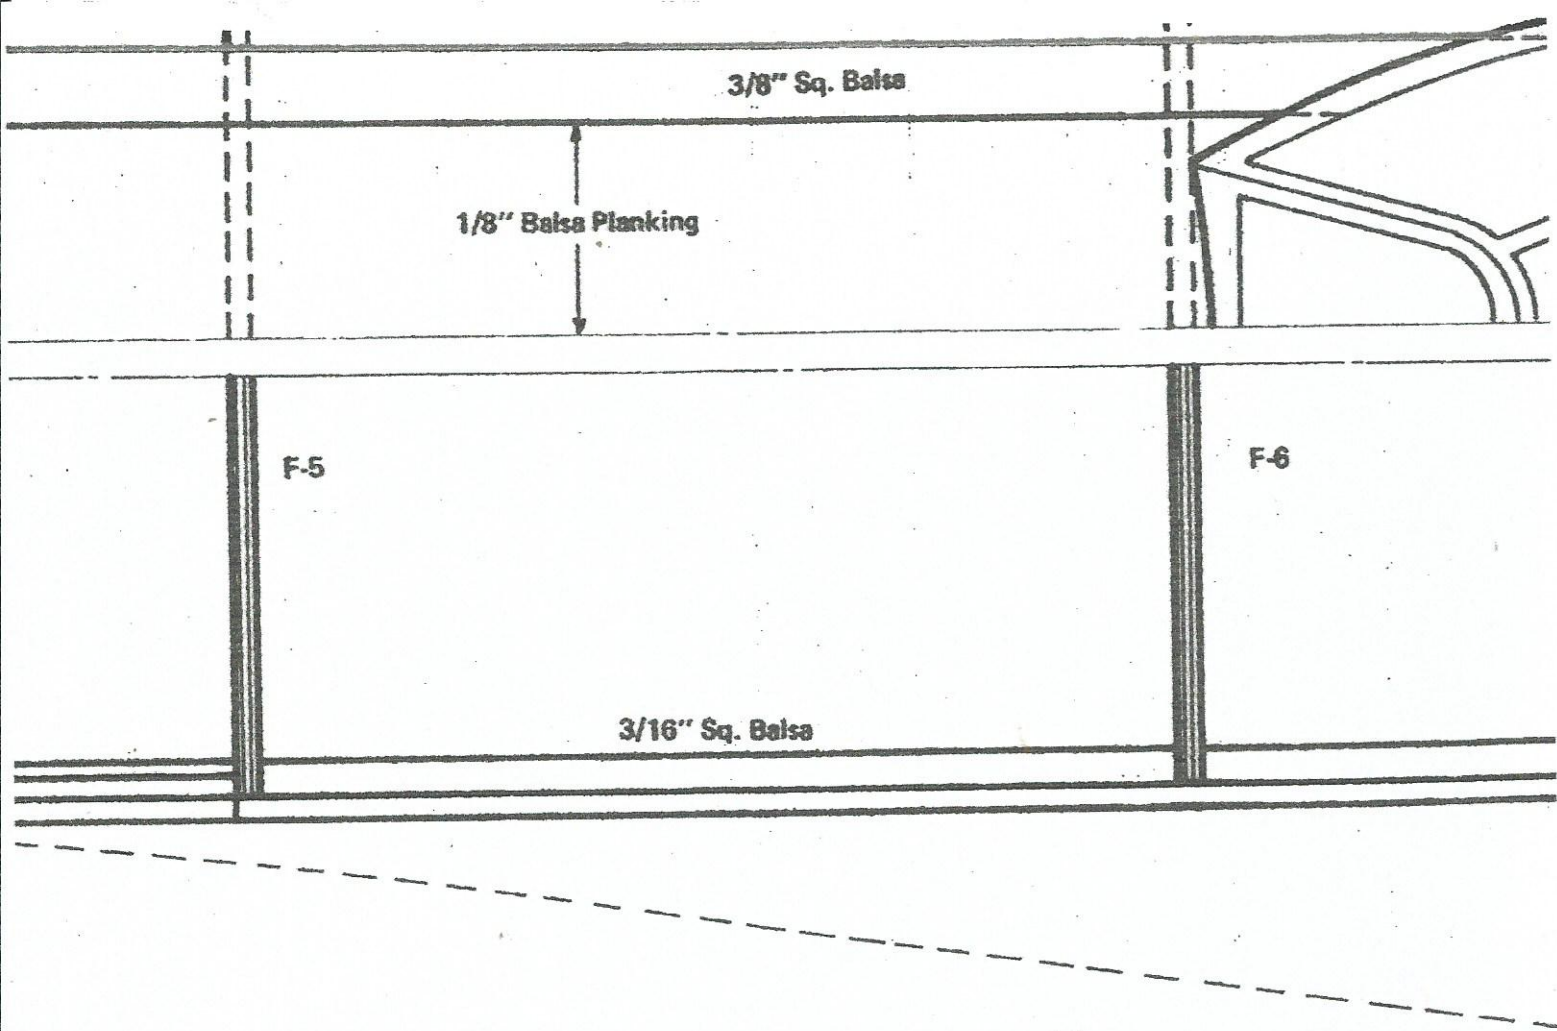 3/8" Sq. Balsa
1/8" Balsa Planking
F-5
F-6
3/16" Sq. Balsa